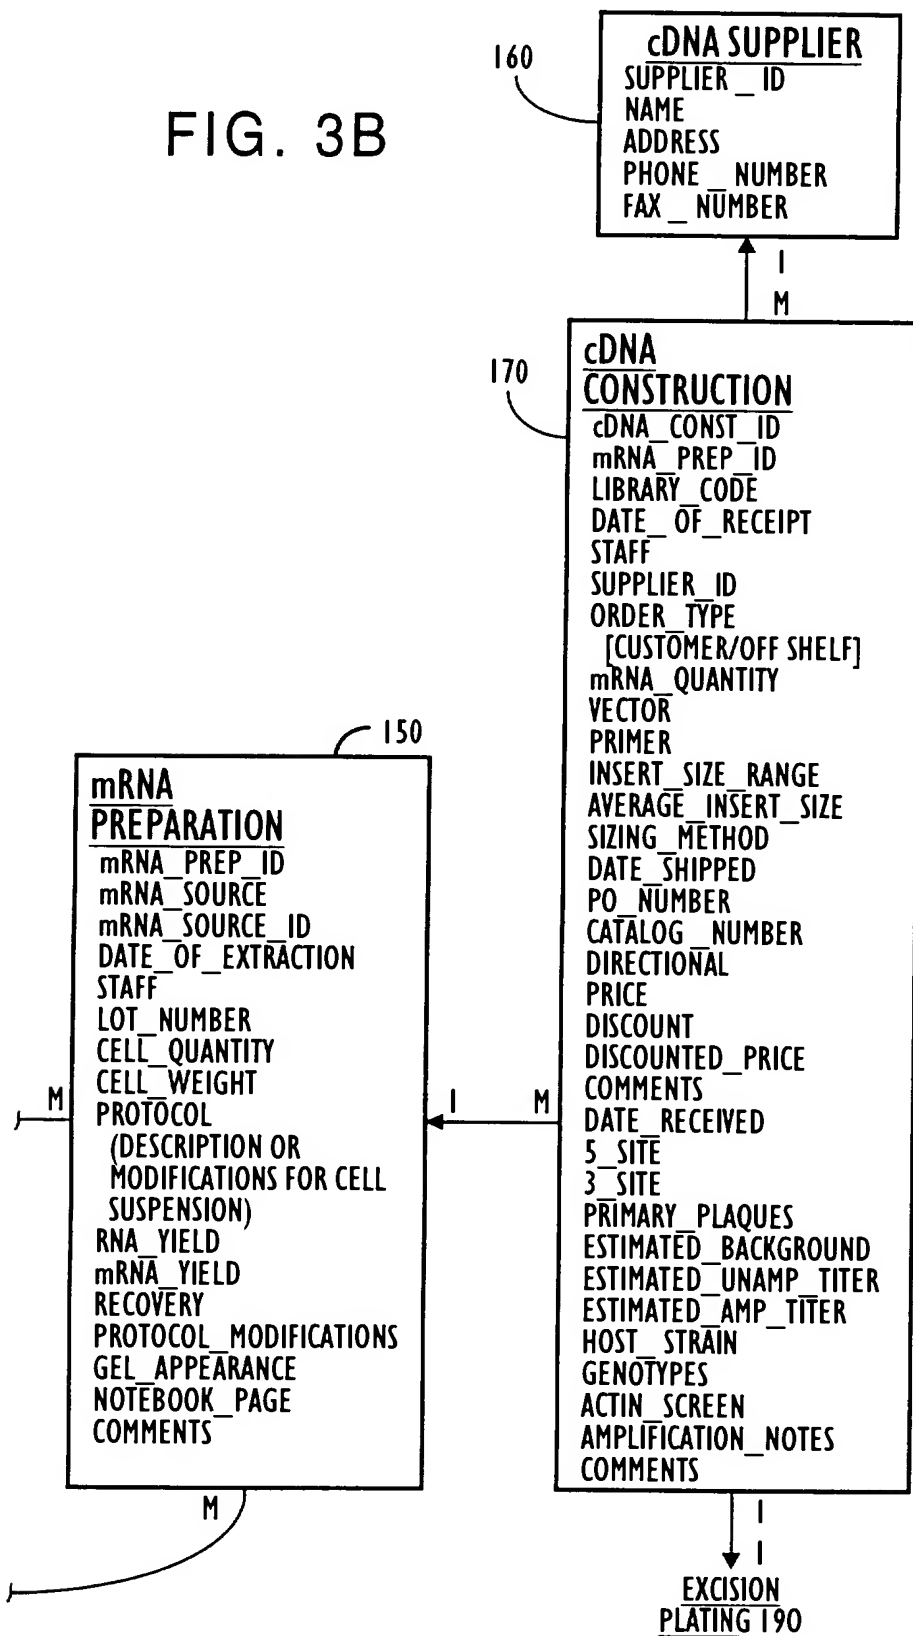 FIG. 3B
160
cDNA SUPPLIER
SUPPLIER_ID
NAME
ADDRESS
PHONE_NUMBER
FAX_NUMBER
1
M
170
cDNA
CONSTRUCTION
cDNA_CONST_ID
mRNA_PREP_ID
LIBRARY_CODE
DATE_OF_RECEIPT
STAFF
SUPPLIER_ID
ORDER_TYPE
[CUSTOMER/OFF SHELF]
mRNA_QUANTITY
VECTOR
PRIMER
INSERT_SIZE_RANGE
AVERAGE_INSERT_SIZE
SIZING_METHOD
DATE_SHIPPED
PO_NUMBER
CATALOG_NUMBER
DIRECTIONAL
PRICE
DISCOUNT
DISCOUNTED_PRICE
COMMENTS
DATE_RECEIVED
5_SITE
3_SITE
PRIMARY_PLAQUES
ESTIMATED_BACKGROUND
ESTIMATED_UNAMP_TITER
ESTIMATED_AMP_TITER
HOST_STRAIN
GENOTYPES
ACTIN_SCREEN
AMPLIFICATION_NOTES
COMMENTS
150
mRNA
PREPARATION
mRNA_PREP_ID
mRNA_SOURCE
mRNA_SOURCE_ID
DATE_OF_EXTRACTION
STAFF
LOT_NUMBER
CELL_QUANTITY
CELL_WEIGHT
PROTOCOL
(DESCRIPTION OR
MODIFICATIONS FOR CELL
SUSPENSION)
RNA_YIELD
mRNA_YIELD
RECOVERY
PROTOCOL_MODIFICATIONS
GEL_APPEARANCE
NOTEBOOK_PAGE
COMMENTS
M
1 M
M
1
1
EXCISION
PLATING 190